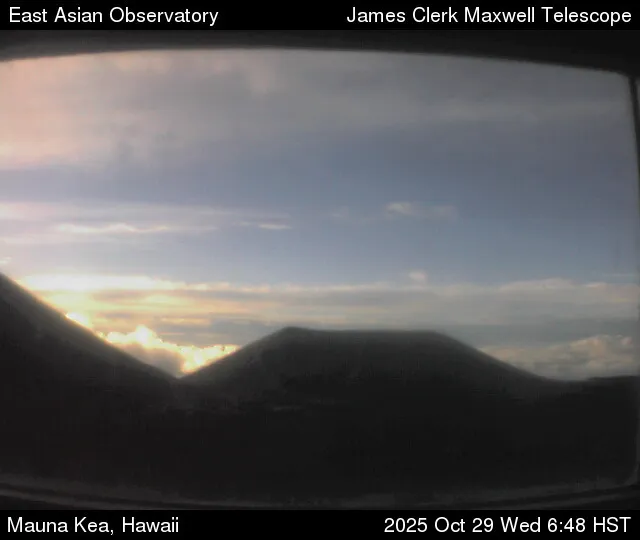 East Asian Observatory
James Clerk Maxwell Telescope
Mauna Kea, Hawaii
2025 Oct 29 Wed 6:48 HST